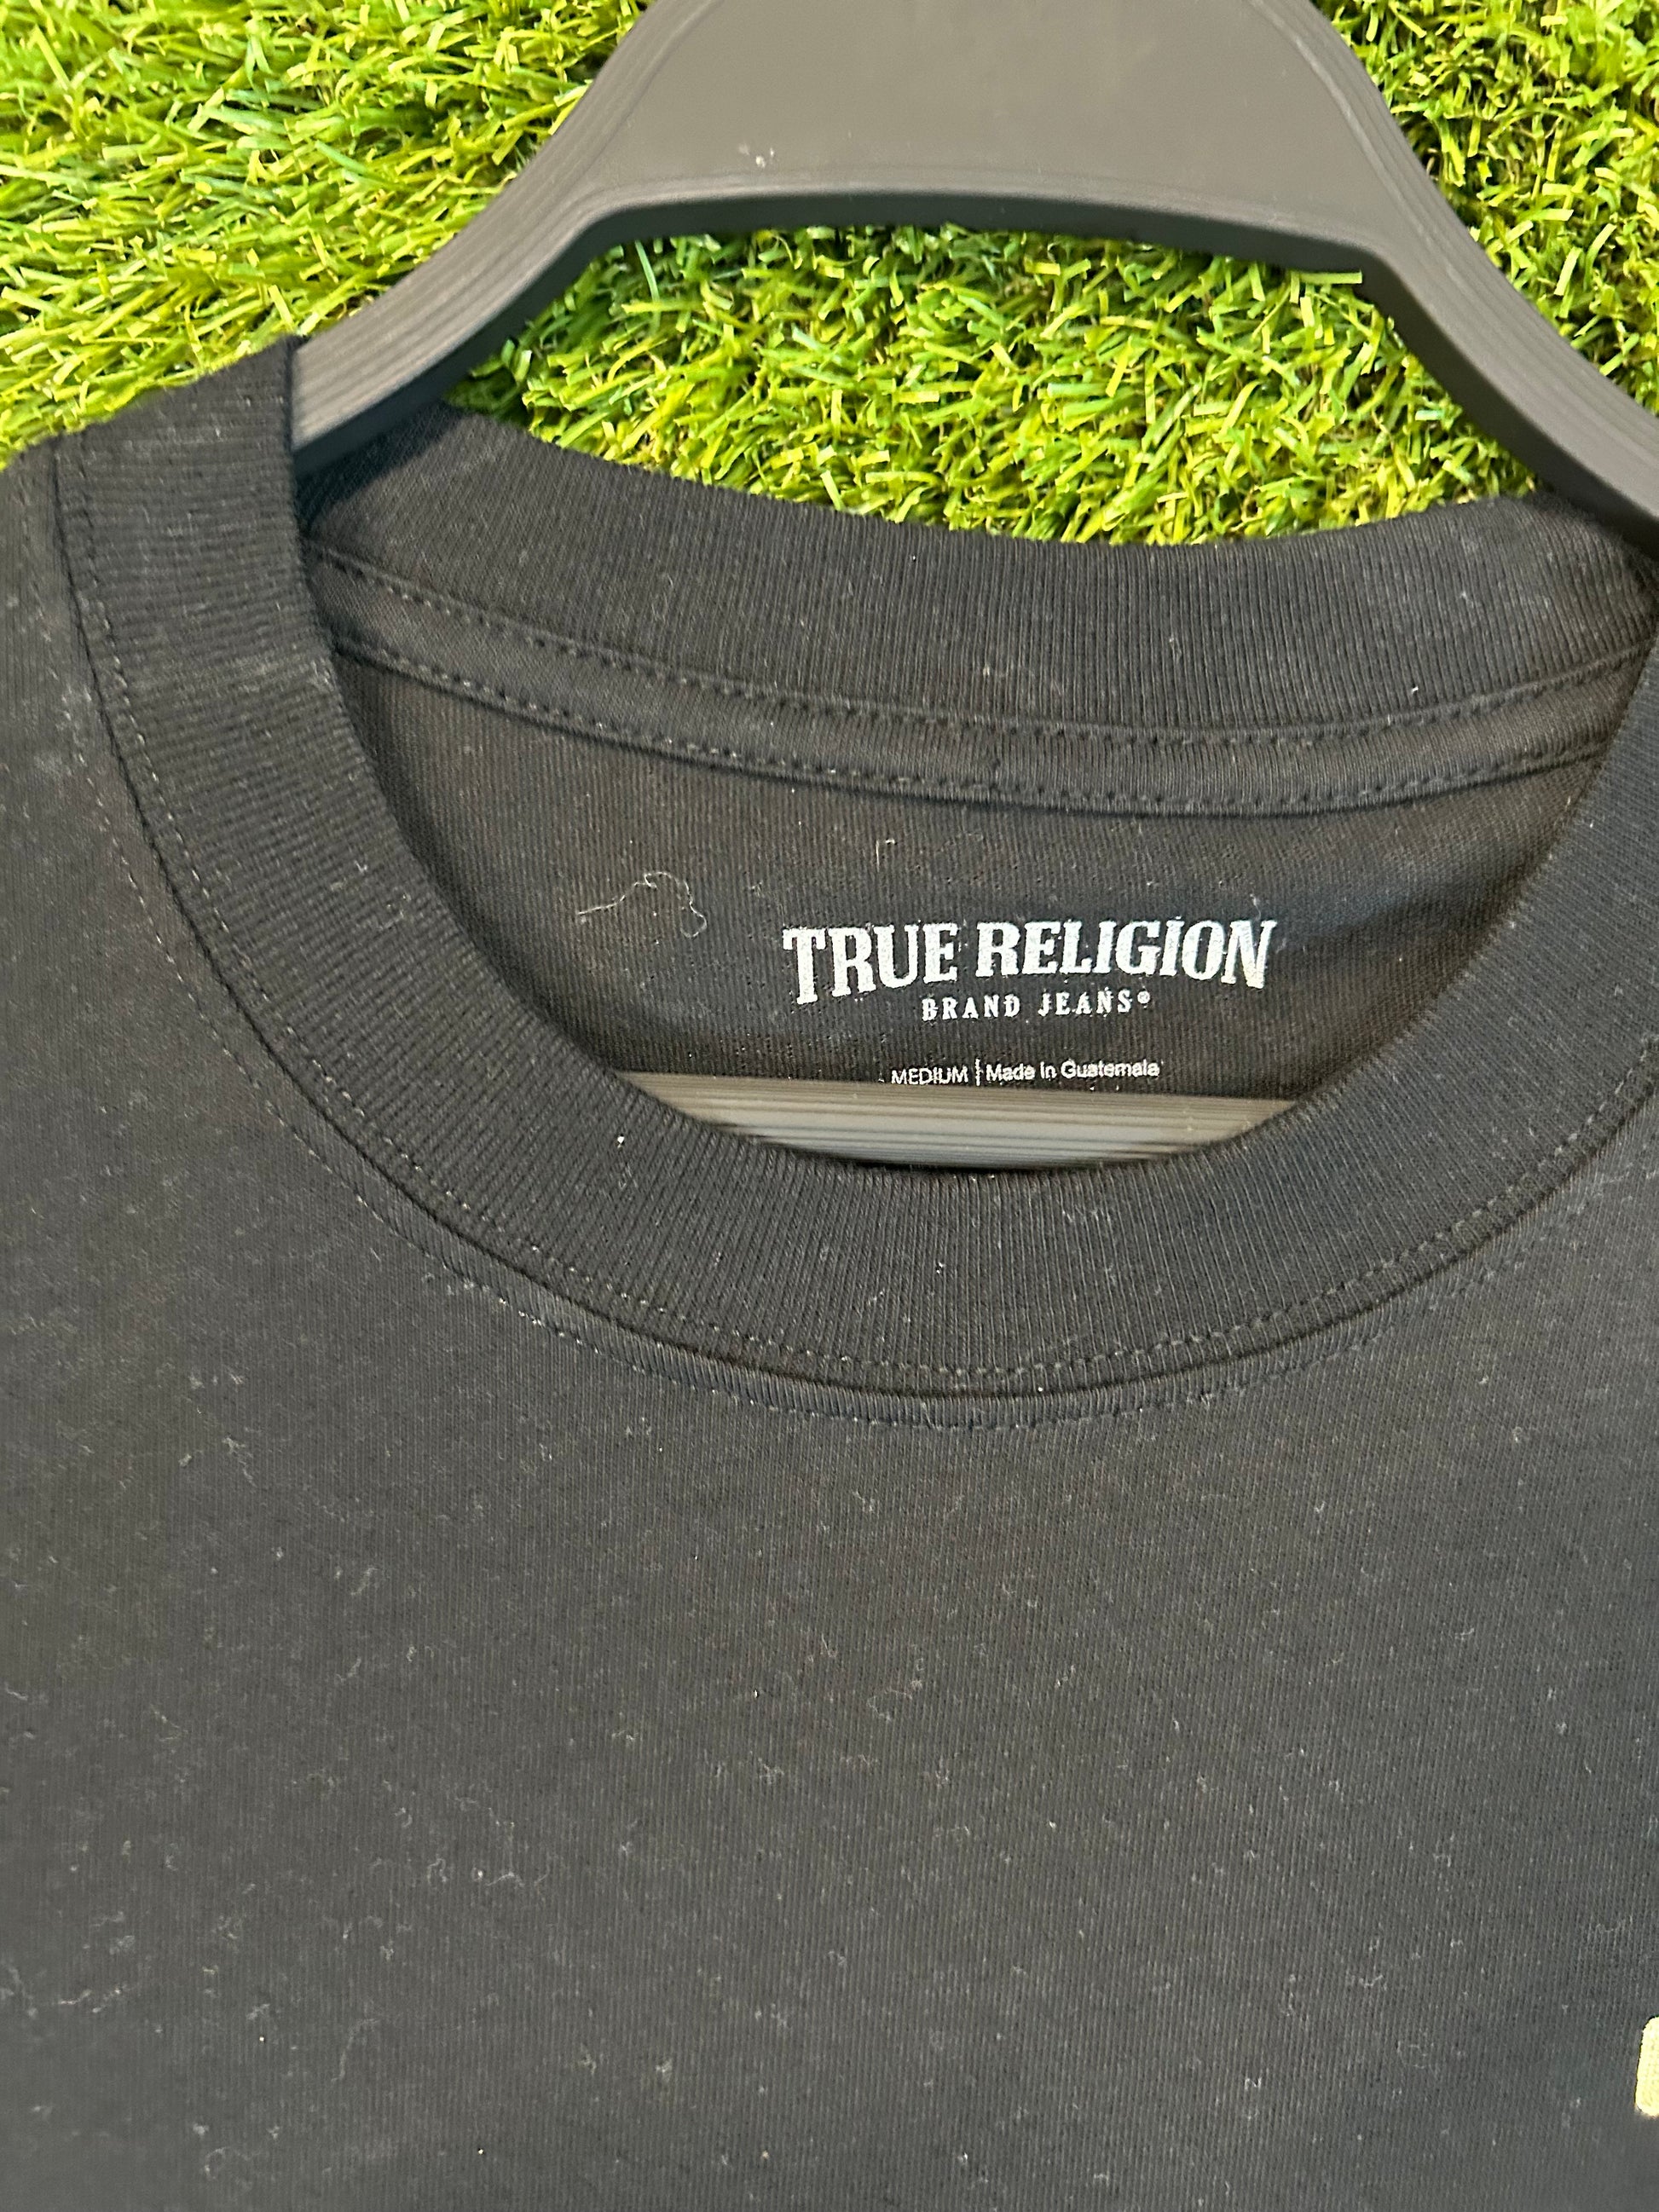 TRUE RELIGION
BRAND JEANS®
MEDIUM | Made in Guatemala